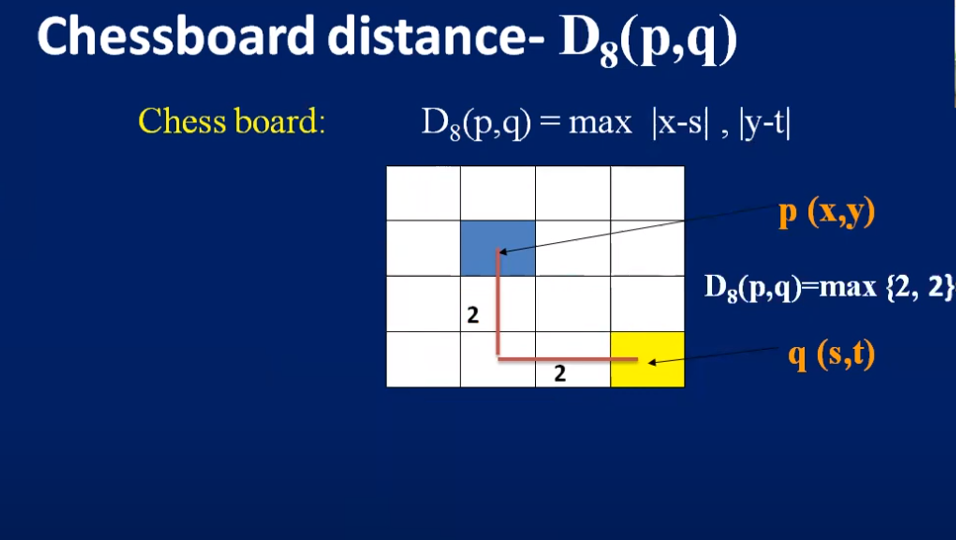 Chessboard distance- D₈(p,q)
Chess board: D₈(p,q) = max |x-s| , |y-t|
p (x,y)
D₈(p,q)=max {2, 2}
2
q (s,t)
2